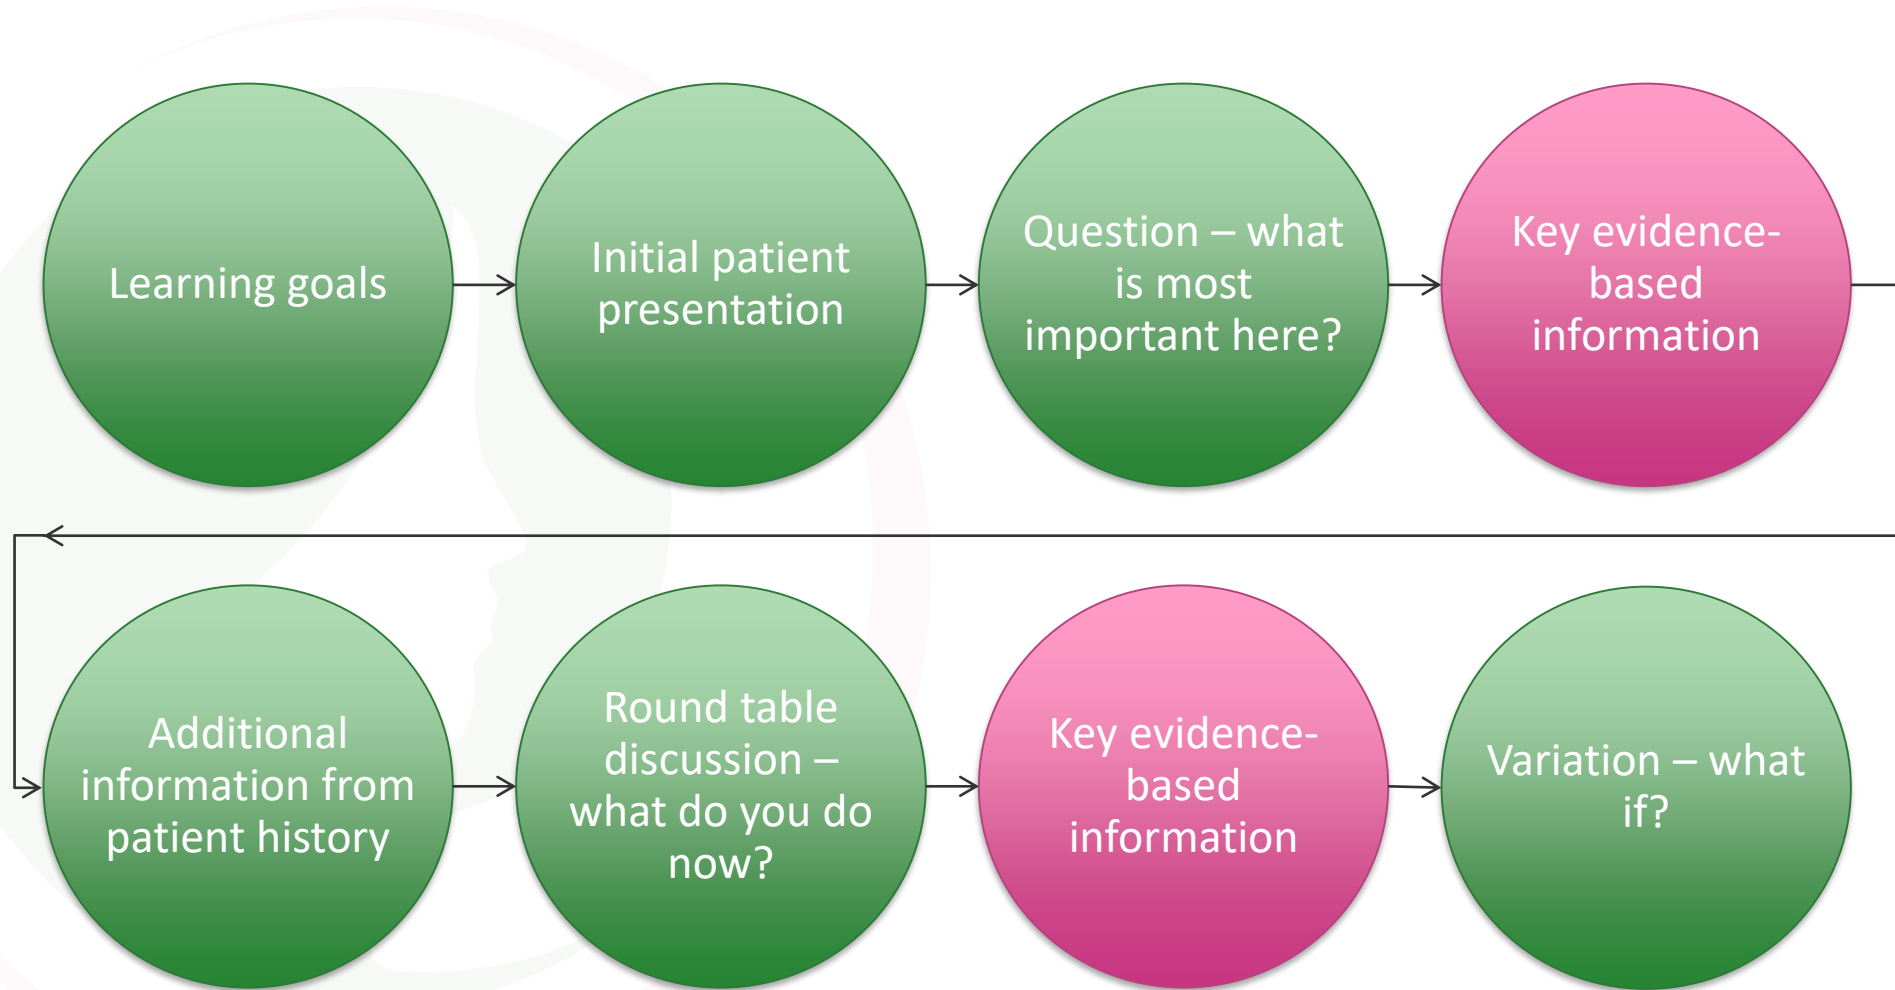 Learning goals
Initial patient
presentation
Question – what
is most
important here?
Key evidence-
based
information
Additional
information from
patient history
Round table
discussion –
what do you do
now?
Key evidence-
based
information
Variation – what
if?